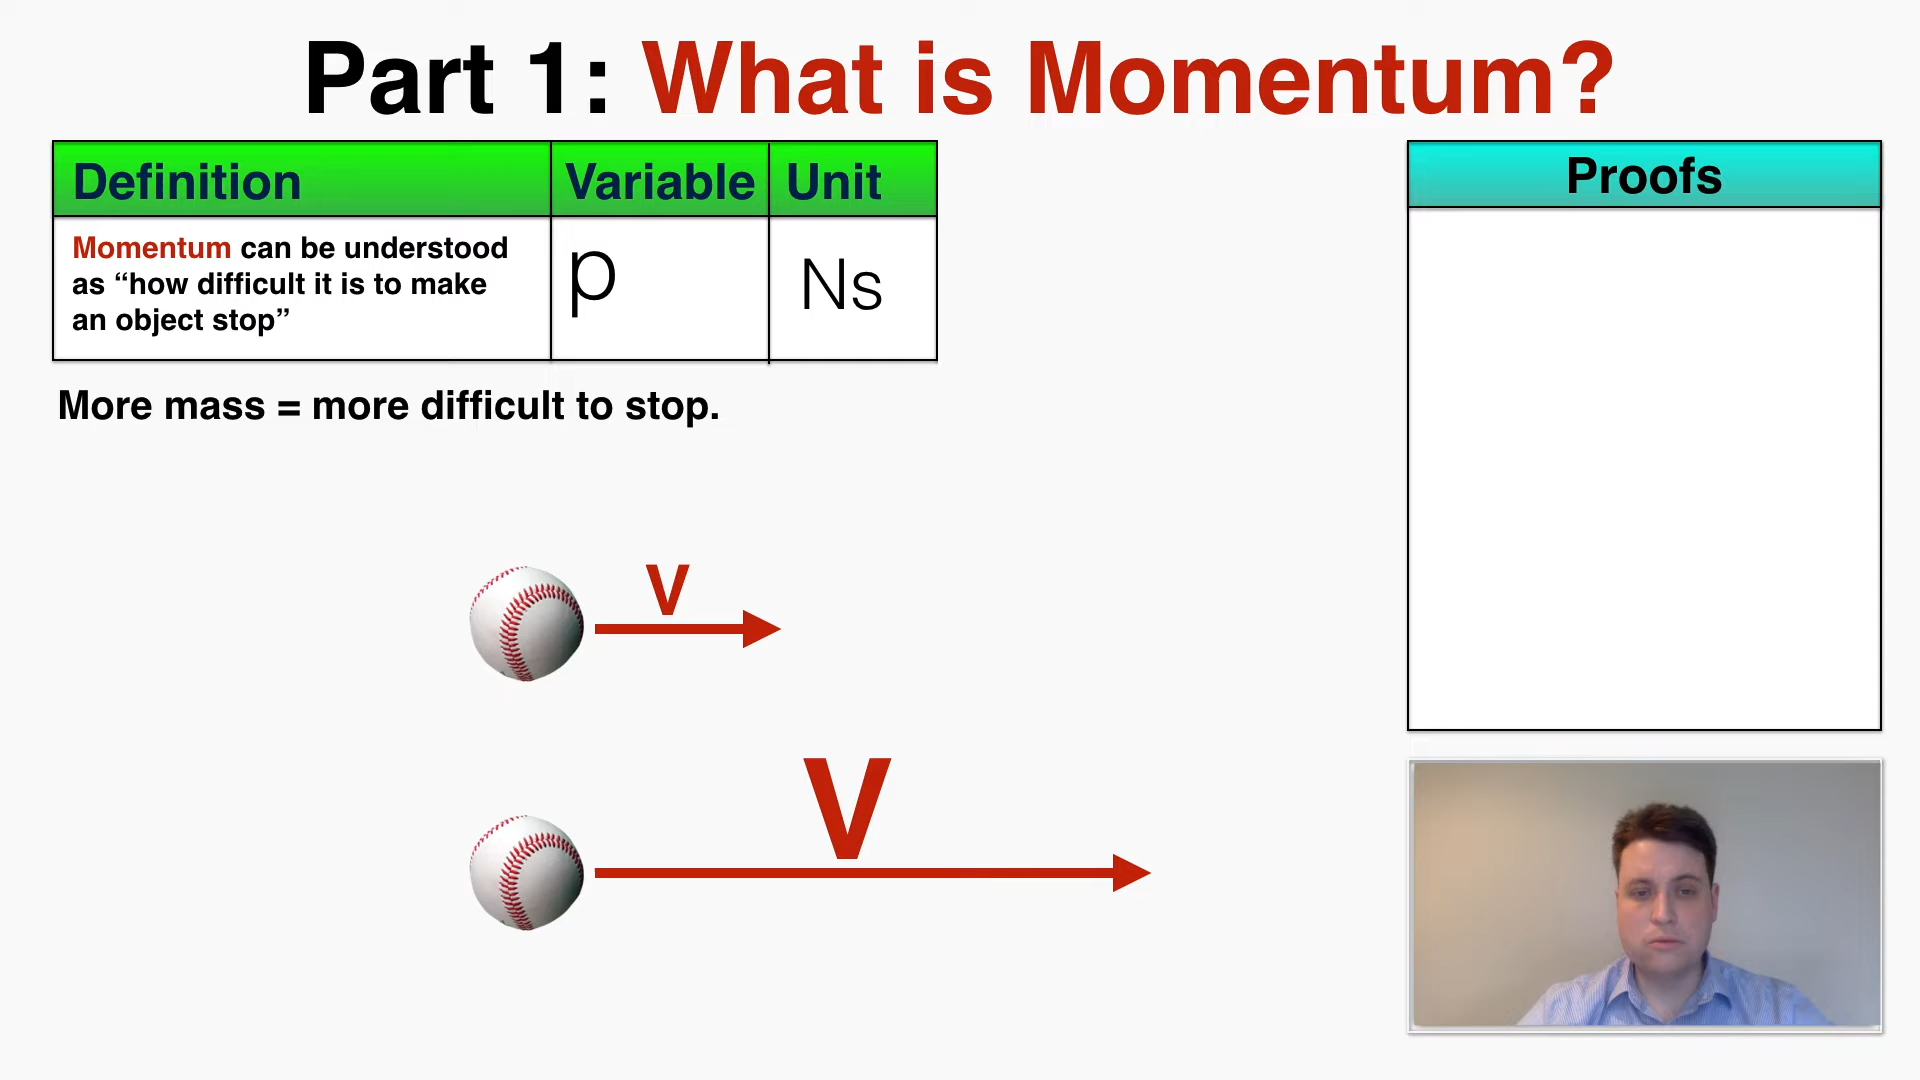 Part 1: What is Momentum?
Definition Variable Unit
Momentum can be understood
as “how difficult it is to make
an object stop”
p
Ns
Proofs
More mass = more difficult to stop.
V
V